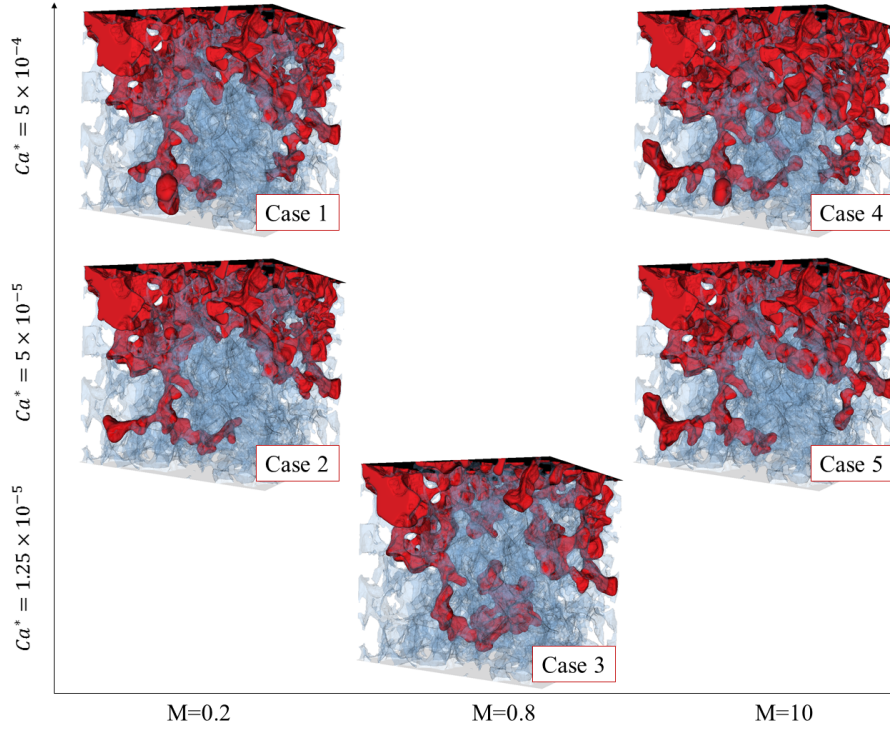 Ca* = 5 × 10⁻⁴
Case 1
Case 4
Ca* = 5 × 10⁻⁵
Case 2
Case 5
Ca* = 1.25 × 10⁻⁵
Case 3
M=0.2
M=0.8
M=10